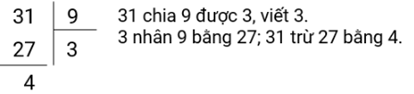 31 9
27 3
4
31 chia 9 được 3, viết 3.
3 nhân 9 bằng 27; 31 trừ 27 bằng 4.